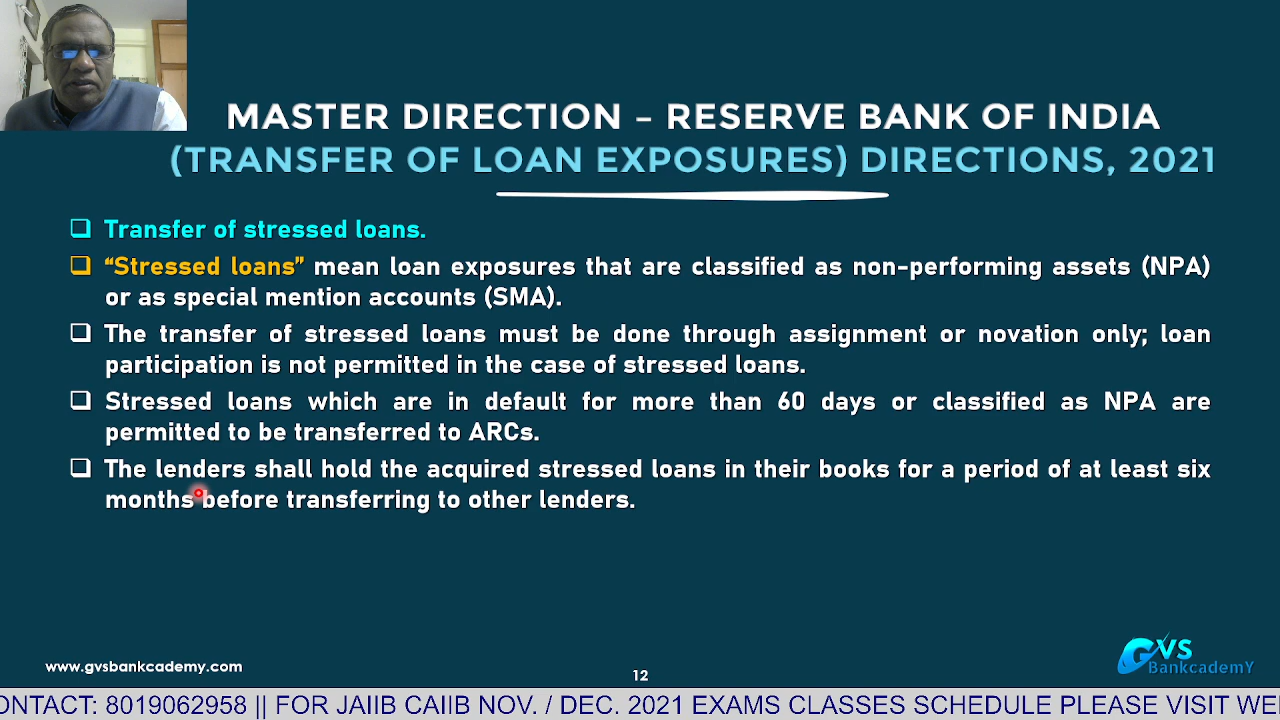 MASTER DIRECTION – RESERVE BANK OF INDIA
(TRANSFER OF LOAN EXPOSURES) DIRECTIONS, 2021
❑ Transfer of stressed loans.
❑ “Stressed loans” mean loan exposures that are classified as non-performing assets (NPA)
or as special mention accounts (SMA).
❑ The transfer of stressed loans must be done through assignment or novation only; loan
participation is not permitted in the case of stressed loans.
❑ Stressed loans which are in default for more than 60 days or classified as NPA are
permitted to be transferred to ARCs.
❑ The lenders shall hold the acquired stressed loans in their books for a period of at least six
months before transferring to other lenders.
www.gvsbankcademy.com
12
GVS
BankcademY
ONTACT: 8019062958 || FOR JAIIB CAIIB NOV. / DEC. 2021 EXAMS CLASSES SCHEDULE PLEASE VISIT WE